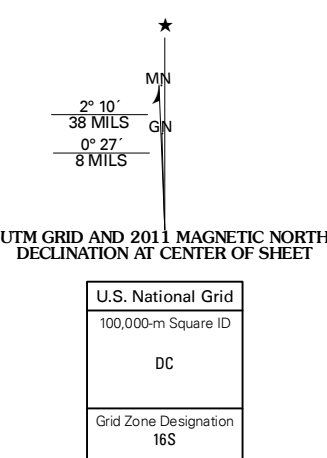 MN
2° 10´
38 MILS
GN
0° 27´
8 MILS
UTM GRID AND 2011 MAGNETIC NORTH
DECLINATION AT CENTER OF SHEET
U.S. National Grid
100,000-m Square ID
DC
Grid Zone Designation
16S